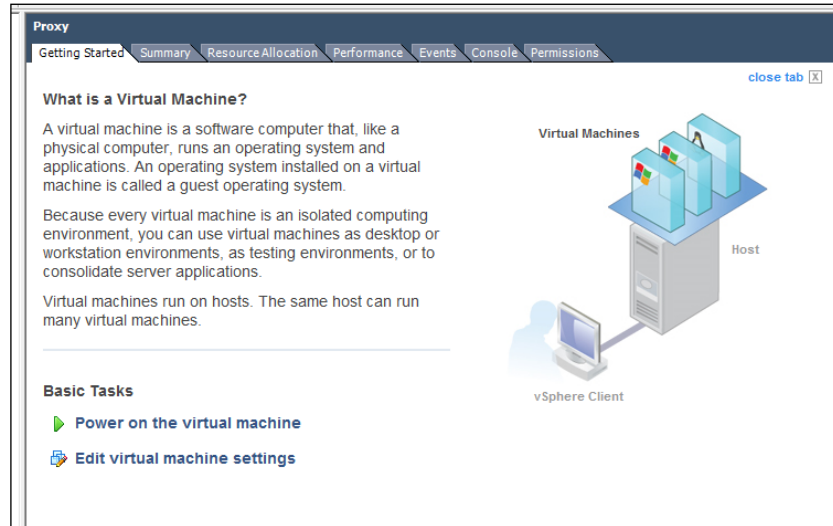 Proxy
Getting Started Summary Resource Allocation Performance Events Console Permissions
close tab X
What is a Virtual Machine?
A virtual machine is a software computer that, like a
physical computer, runs an operating system and
applications. An operating system installed on a virtual
machine is called a guest operating system.
Because every virtual machine is an isolated computing
environment, you can use virtual machines as desktop or
workstation environments, as testing environments, or to
consolidate server applications.
Virtual machines run on hosts. The same host can run
many virtual machines.
Virtual Machines
Host
vSphere Client
Basic Tasks
Power on the virtual machine
Edit virtual machine settings